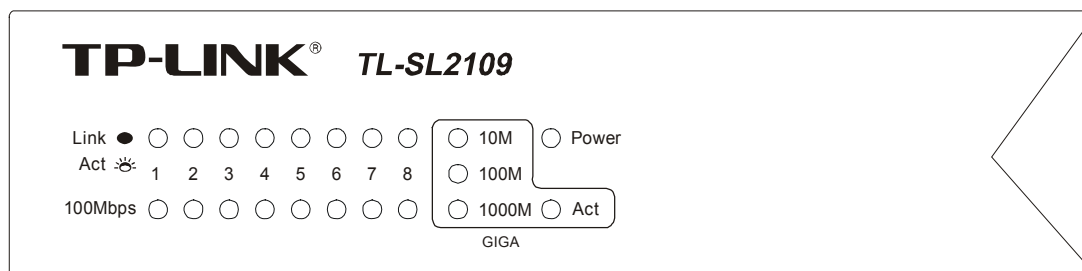 TP-LINK® TL-SL2109
Link 10M Power
Act 1 2 3 4 5 6 7 8 100M
100Mbps 1000M Act
GIGA